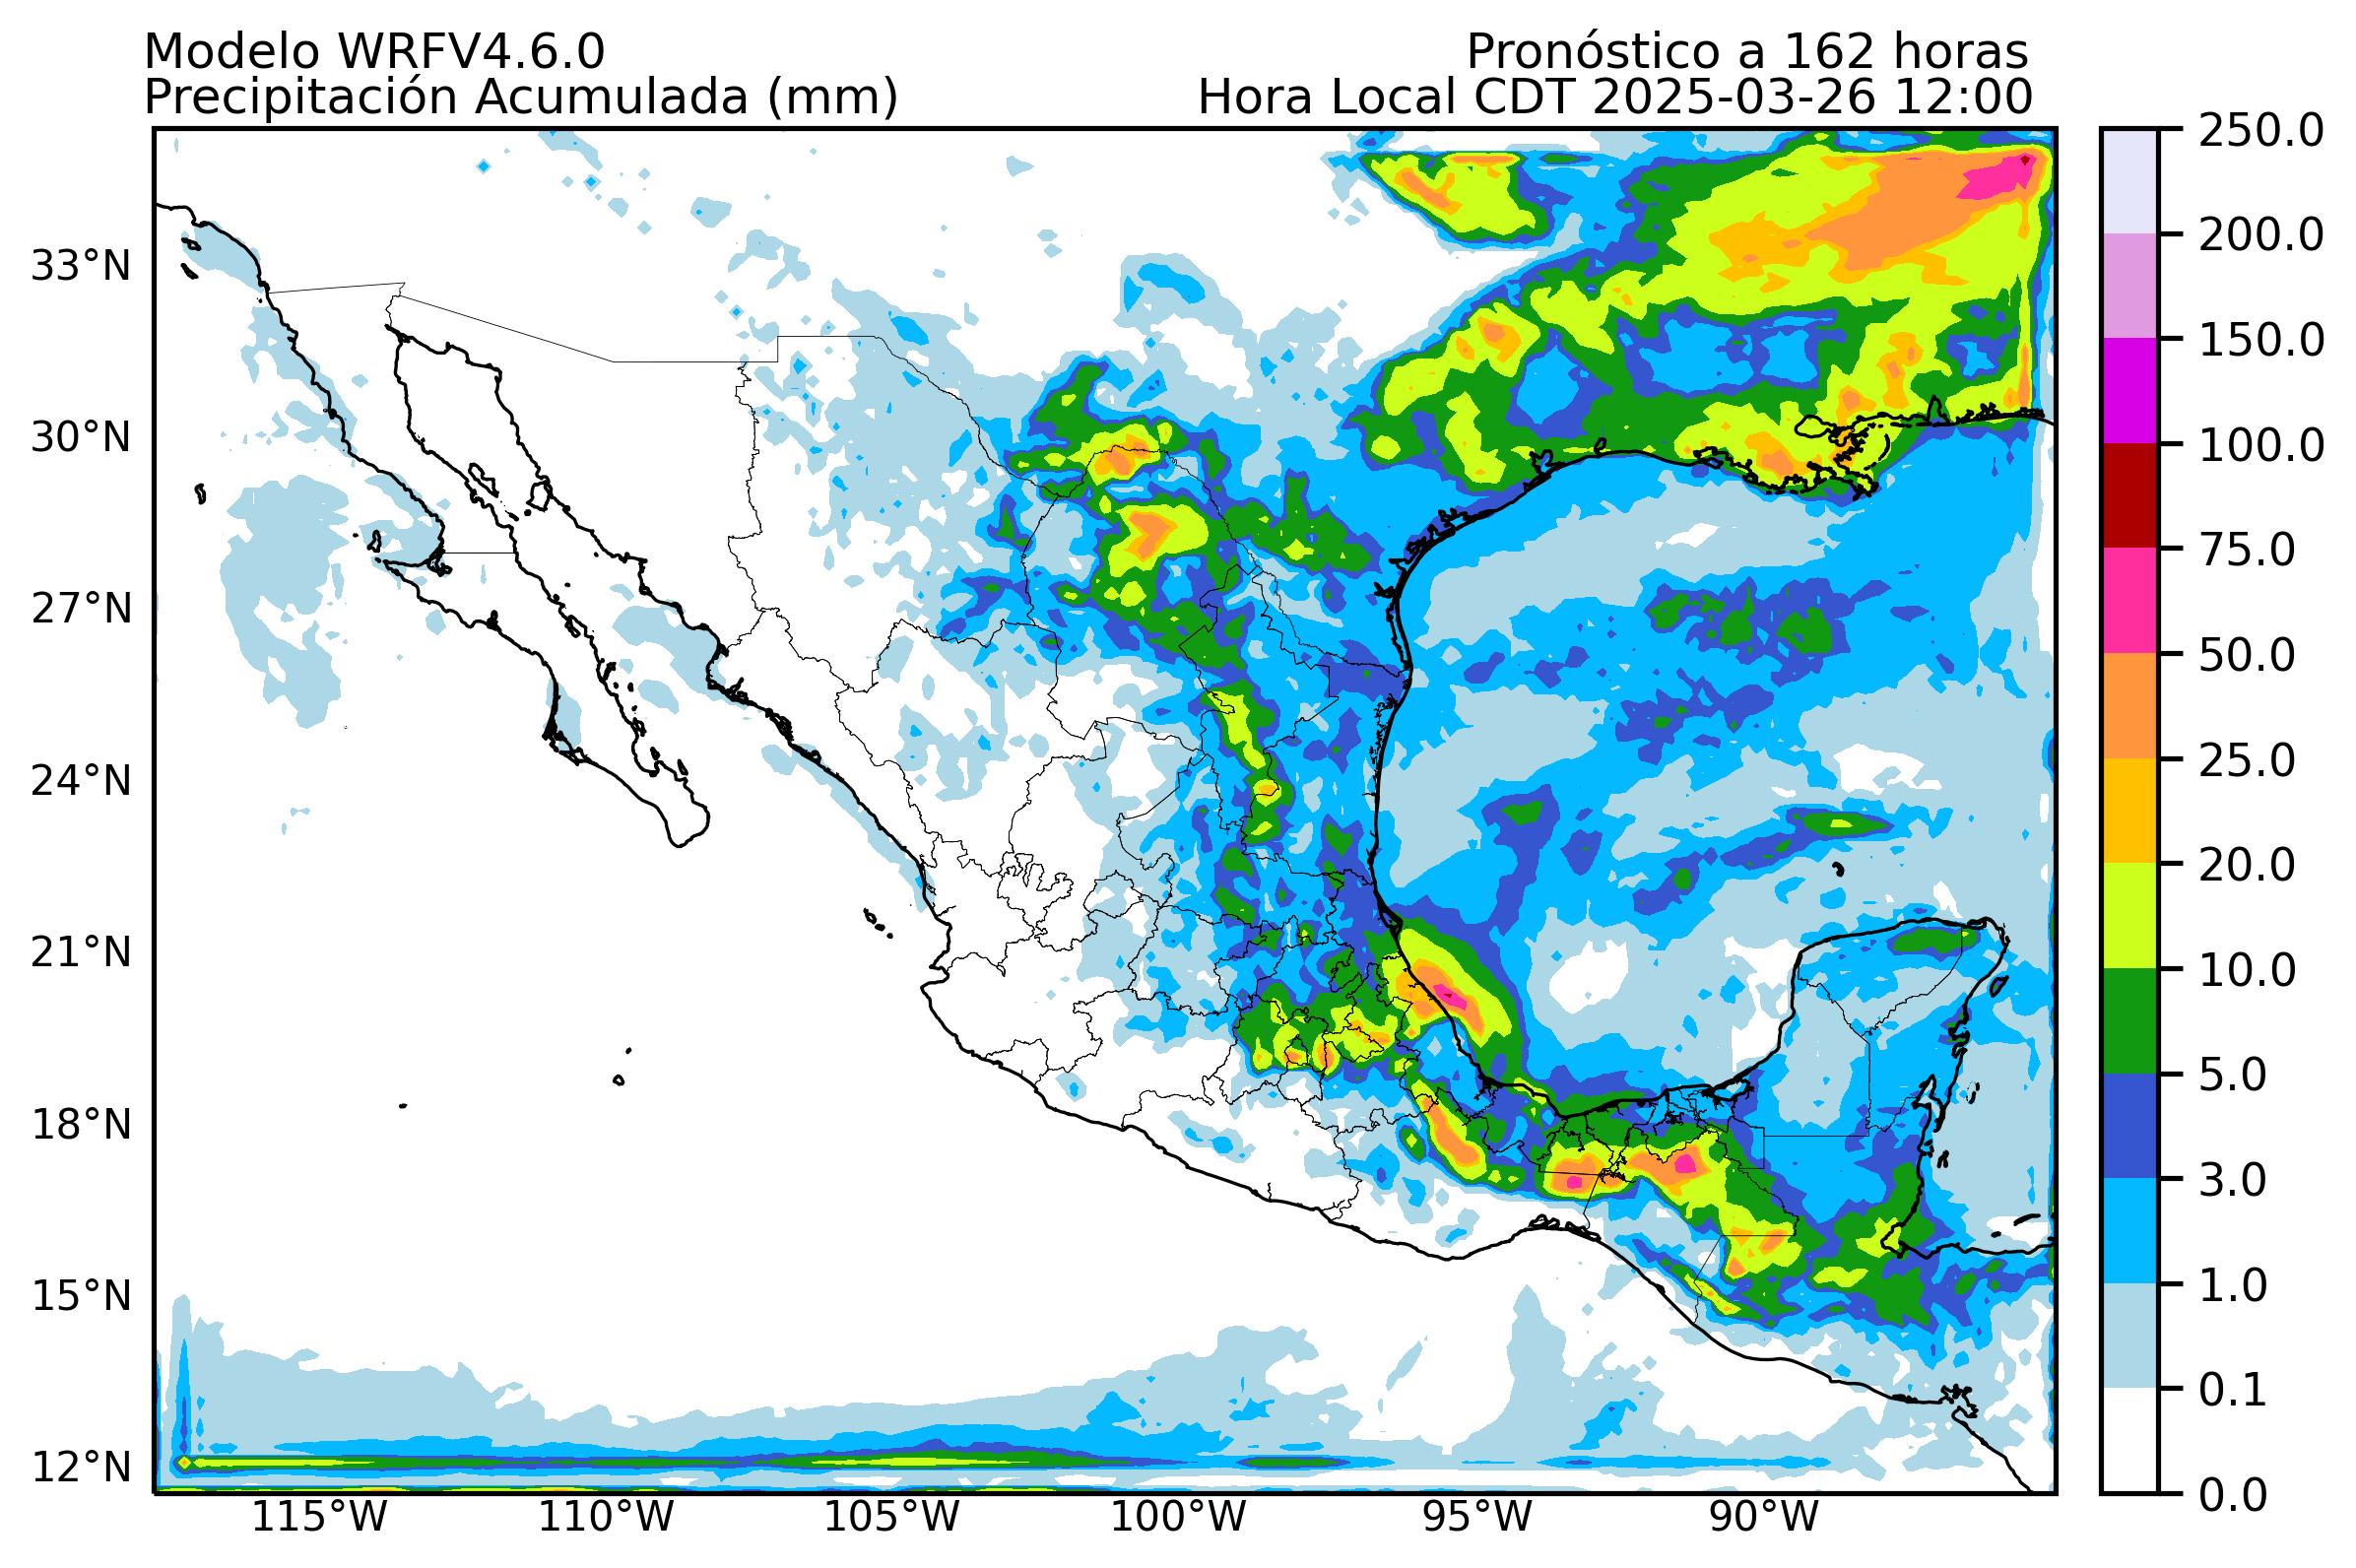 Modelo WRFV4.6.0
Pronóstico a 162 horas
Precipitación Acumulada (mm)
Hora Local CDT 2025-03-26 12:00
33°N
30°N
27°N
24°N
21°N
18°N
15°N
12°N
115°W
110°W
105°W
100°W
95°W
90°W
250.0
200.0
150.0
100.0
75.0
50.0
25.0
20.0
10.0
5.0
3.0
1.0
0.1
0.0